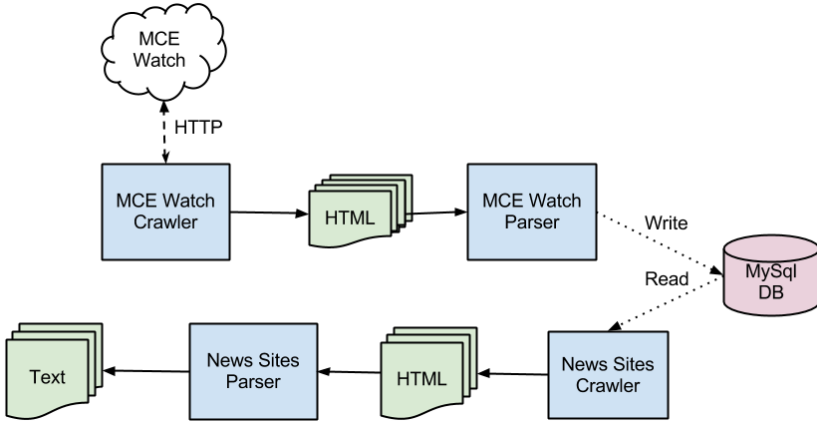 MCE
Watch
HTTP
MCE Watch
Crawler
HTML
MCE Watch
Parser
Write
MySql
DB
Read
News Sites
Crawler
HTML
News Sites
Parser
Text